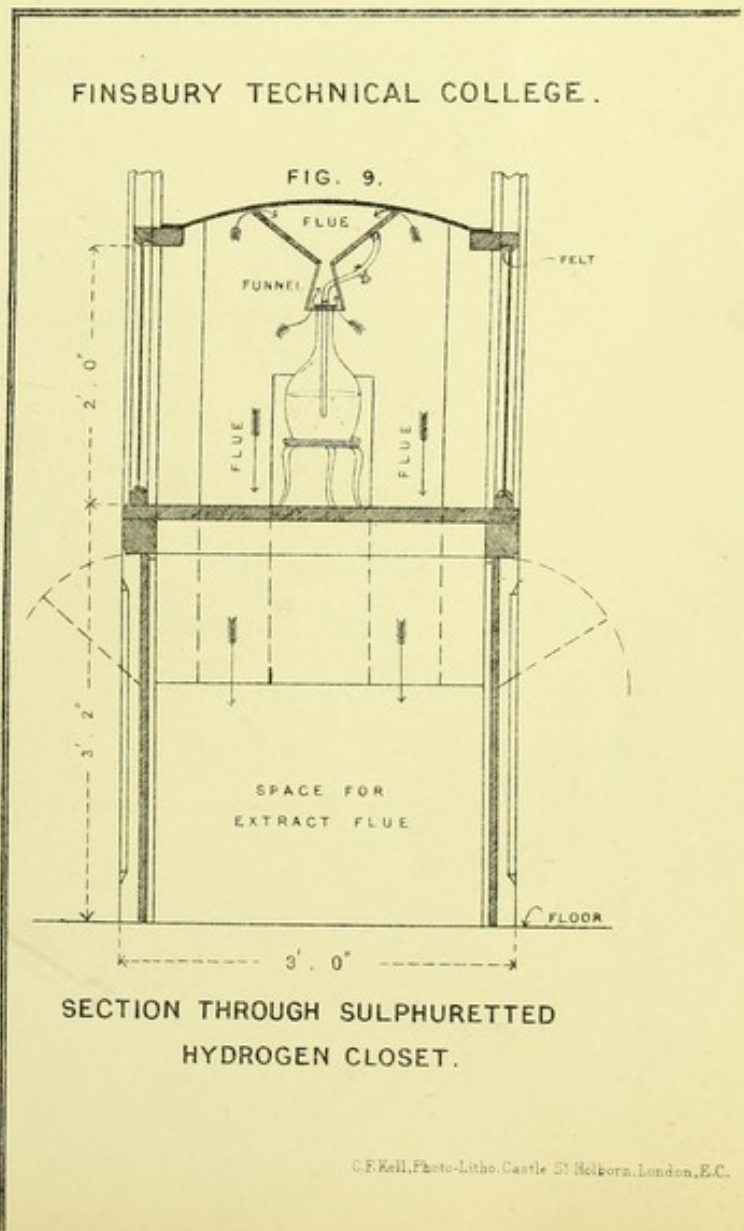 FINSBURY TECHNICAL COLLEGE.
FIG. 9.
FLUE
FELT
FUNNEL
2'. 0"
FLUE
FLUE
3'. 2"
SPACE FOR
EXTRACT FLUE
FLOOR
3'. 0"
SECTION THROUGH SULPHURETTED
HYDROGEN CLOSET.
C.F. Kell, Photo-Litho. Castle St Holborn. London, E.C.